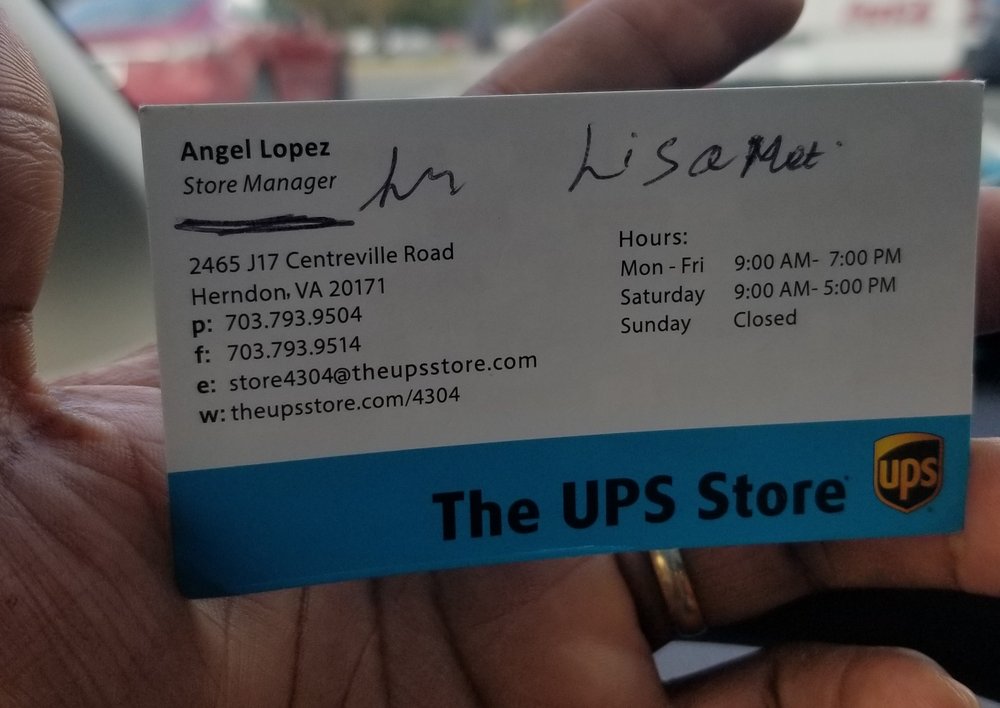 Angel Lopez
Store Manager
LisaMat
2465 J17 Centreville Road
Herndon, VA 20171
p: 703.793.9504
f: 703.793.9514
e: store4304@theupsstore.com
w: theupsstore.com/4304
Hours:
Mon - Fri 9:00 AM- 7:00 PM
Saturday 9:00 AM- 5:00 PM
Sunday Closed
The UPS Store
ups